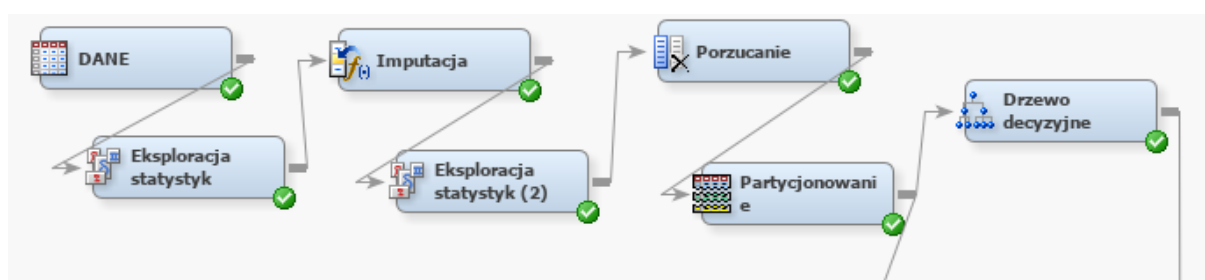 DANE
Eksploracja
statystyk
Imputacja
Eksploracja
statystyk (2)
Porzucanie
Partycjonowani
e
Drzewo
decyzyjne